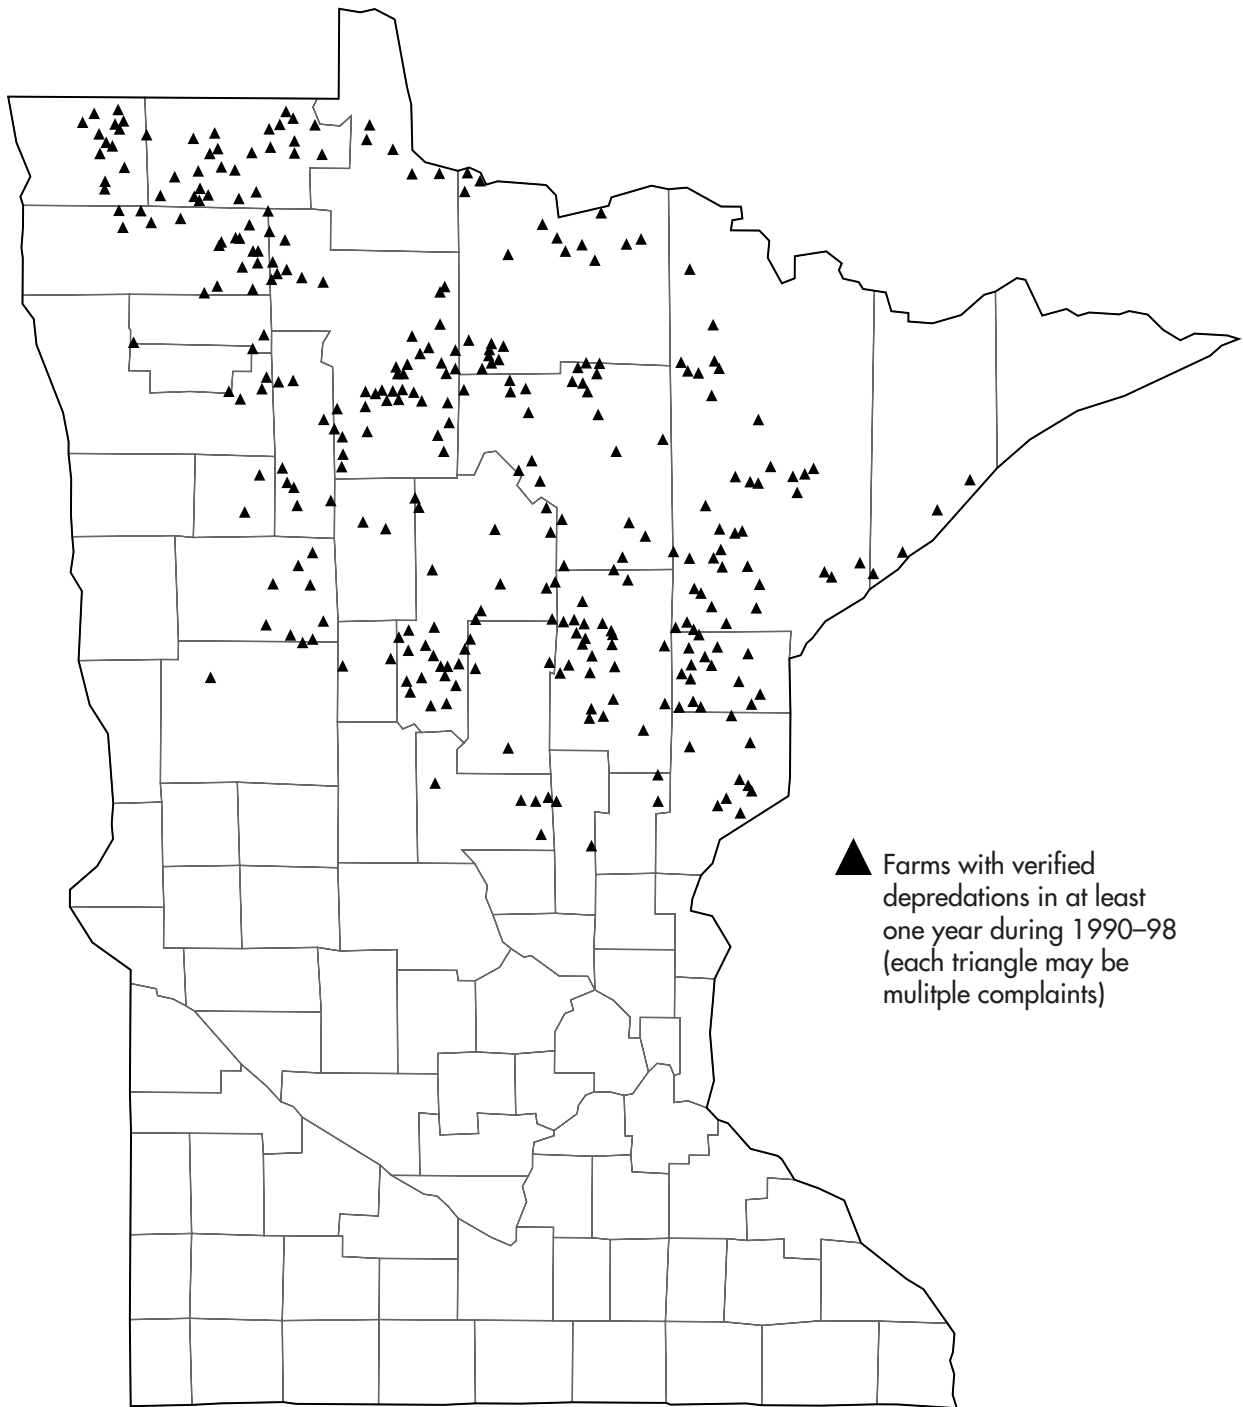 Farms with verified
depredations in at least
one year during 1990–98
(each triangle may be
mulitple complaints)